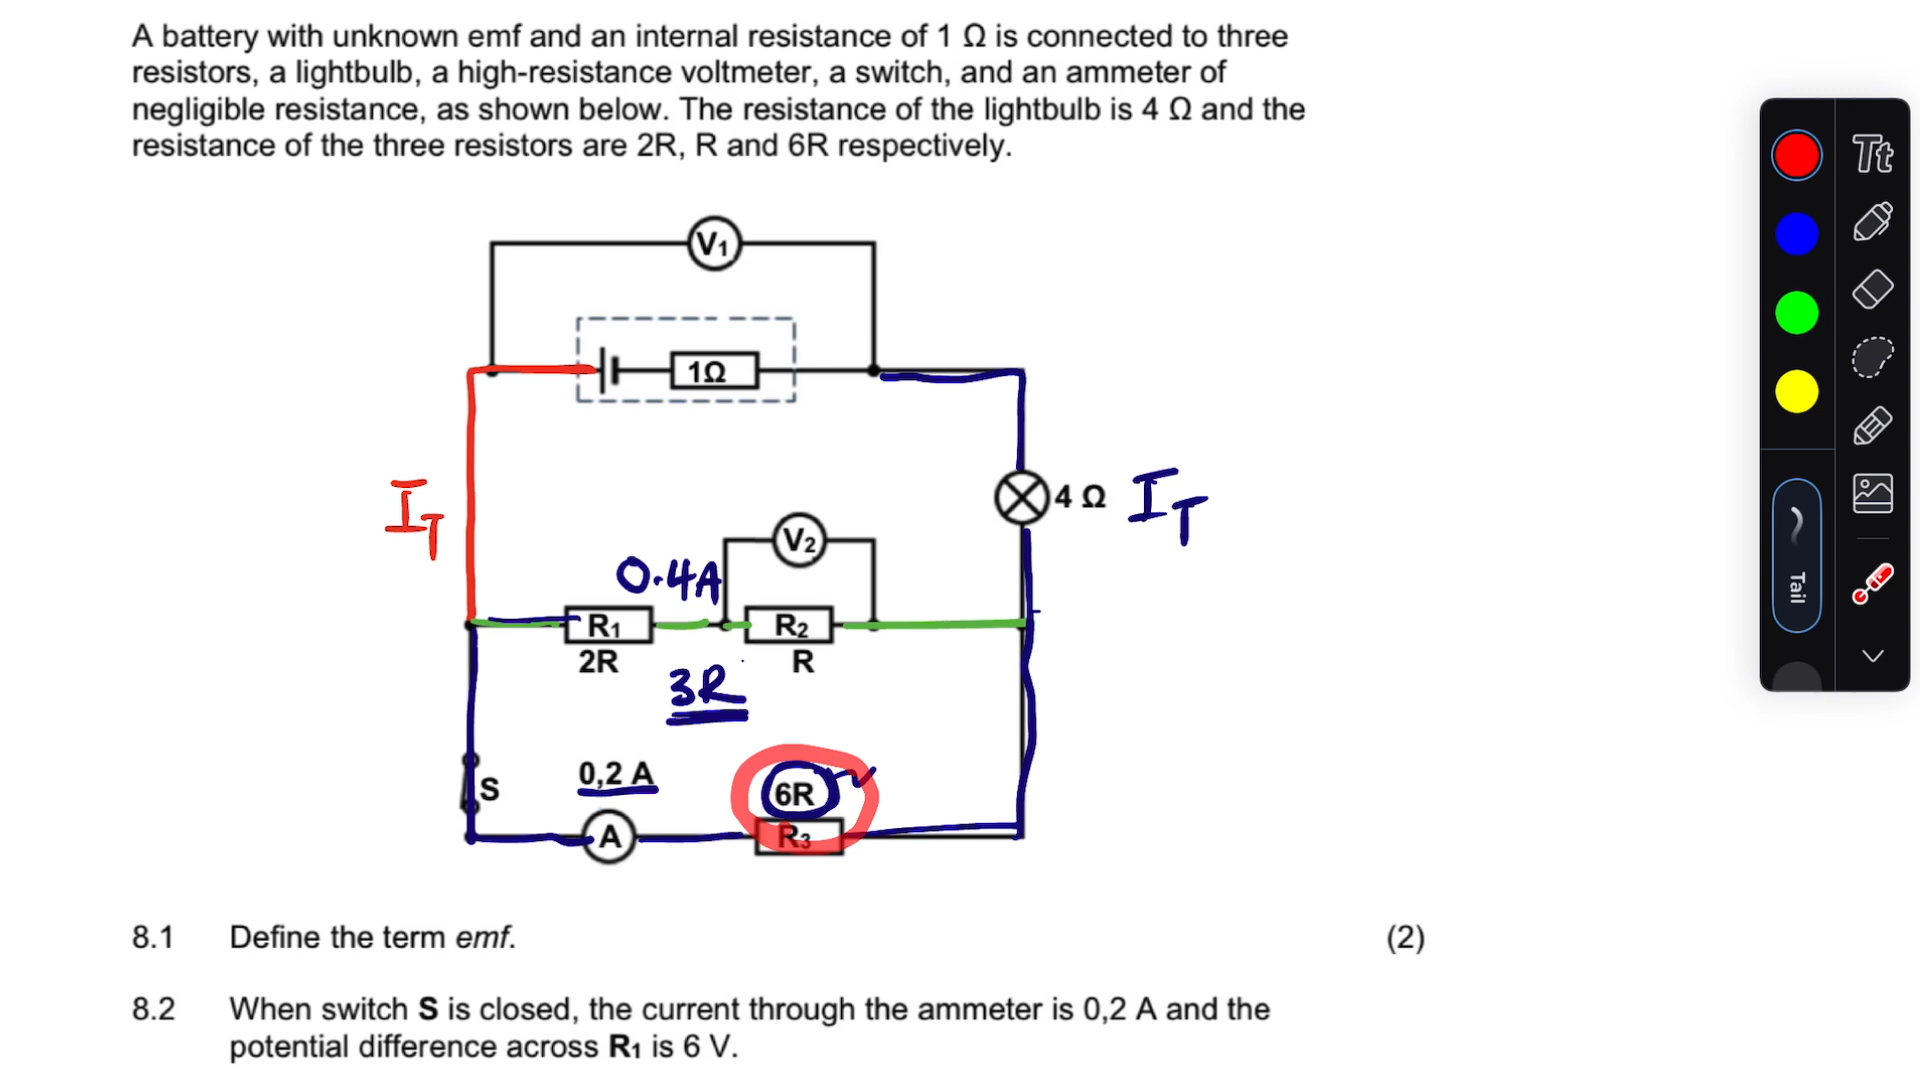 A battery with unknown emf and an internal resistance of 1 Ω is connected to three
resistors, a lightbulb, a high-resistance voltmeter, a switch, and an ammeter of
negligible resistance, as shown below. The resistance of the lightbulb is 4 Ω and the
resistance of the three resistors are 2R, R and 6R respectively.
V1
1Ω
4 Ω
IT
IT
V2
0.4A
R1
R2
2R
R
3R
S
0,2 A
6R
A
R3
8.1 Define the term emf. (2)
8.2 When switch S is closed, the current through the ammeter is 0,2 A and the
potential difference across R1 is 6 V.
Tt
Tail